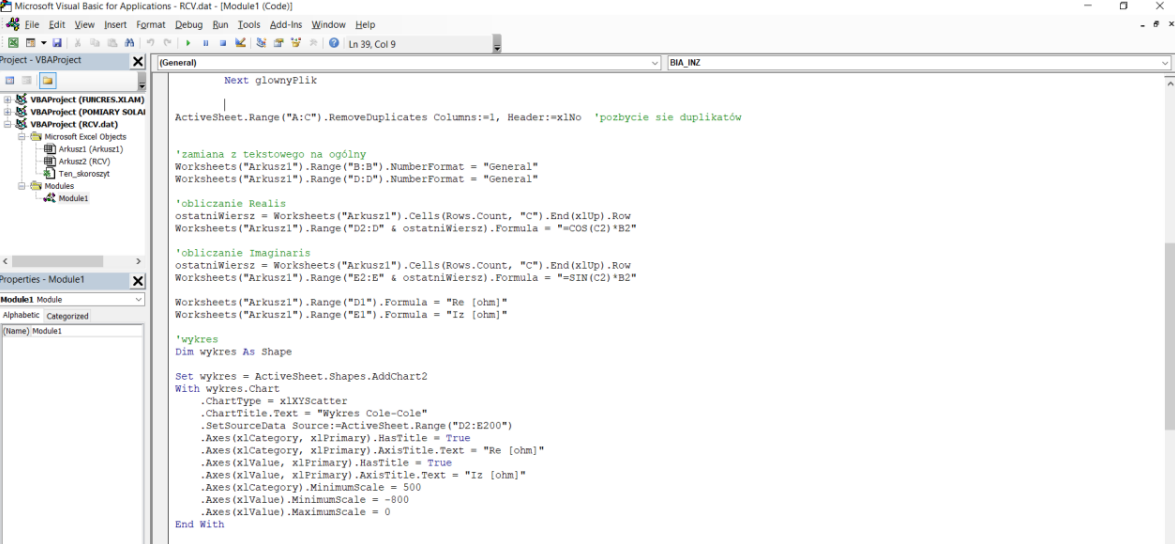 Microsoft Visual Basic for Applications - RCV.dat - [Module1 (Code)]
File Edit View Insert Format Debug Run Tools Add-Ins Window Help
Ln 39, Col 9
Project - VBAProject
(General)
BIA_INZ
VBAProject (FUNCRES.XLAM)
VBAProject (POMIARY SOLAI
VBAProject (RCV.dat)
Microsoft Excel Objects
Arkusz1 (Arkusz1)
Arkusz2 (RCV)
Ten_skoroszyt
Modules
Module1
Properties - Module1
Module1 Module
Alphabetic Categorized
(Name) Module1
Next glownyPlik
ActiveSheet.Range("A:C").RemoveDuplicates Columns:=1, Header:=xlNo 'pozbycie sie duplikatów
'zamiana z tekstowego na ogólny
Worksheets("Arkusz1").Range("B:B").NumberFormat = "General"
Worksheets("Arkusz1").Range("D:D").NumberFormat = "General"
'obliczanie Realis
ostatniWiersz = Worksheets("Arkusz1").Cells(Rows.Count, "C").End(xlUp).Row
Worksheets("Arkusz1").Range("D2:D" & ostatniWiersz).Formula = "=COS(C2)*B2"
'obliczanie Imaginaris
ostatniWiersz = Worksheets("Arkusz1").Cells(Rows.Count, "C").End(xlUp).Row
Worksheets("Arkusz1").Range("E2:E" & ostatniWiersz).Formula = "=SIN(C2)*B2"
Worksheets("Arkusz1").Range("D1").Formula = "Re [ohm]"
Worksheets("Arkusz1").Range("E1").Formula = "Iz [ohm]"
'wykres
Dim wykres As Shape
Set wykres = ActiveSheet.Shapes.AddChart2
With wykres.Chart
.ChartType = xlXYScatter
.ChartTitle.Text = "Wykres Cole-Cole"
.SetSourceData Source:=ActiveSheet.Range("D2:E200")
.Axes(xlCategory, xlPrimary).HasTitle = True
.Axes(xlCategory, xlPrimary).AxisTitle.Text = "Re [ohm]"
.Axes(xlValue, xlPrimary).HasTitle = True
.Axes(xlValue, xlPrimary).AxisTitle.Text = "Iz [ohm]"
.Axes(xlCategory).MinimumScale = 500
.Axes(xlValue).MinimumScale = -800
.Axes(xlValue).MaximumScale = 0
End With